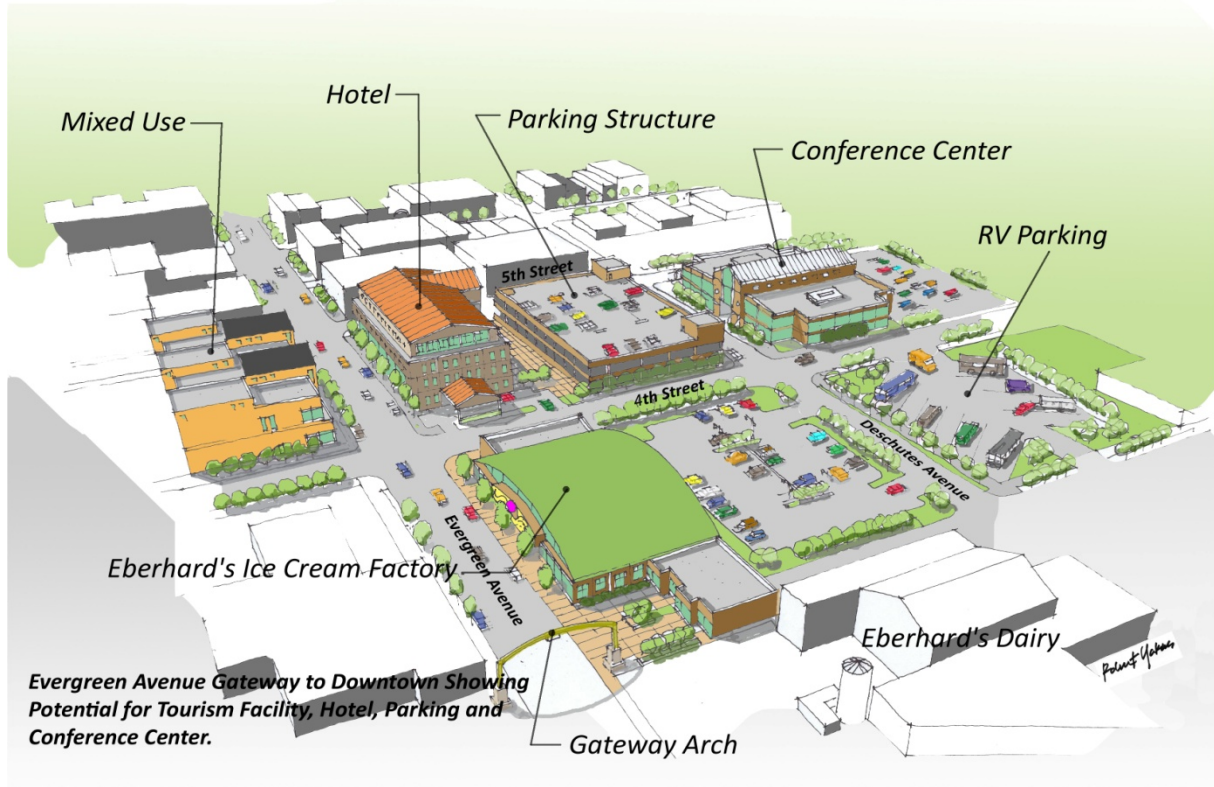 Hotel
Mixed Use
Parking Structure
Conference Center
RV Parking
5th Street
4th Street
Deschutes Avenue
Evergreen Avenue
Eberhard's Ice Cream Factory
Eberhard's Dairy
Evergreen Avenue Gateway to Downtown Showing
Potential for Tourism Facility, Hotel, Parking and
Conference Center.
Gateway Arch